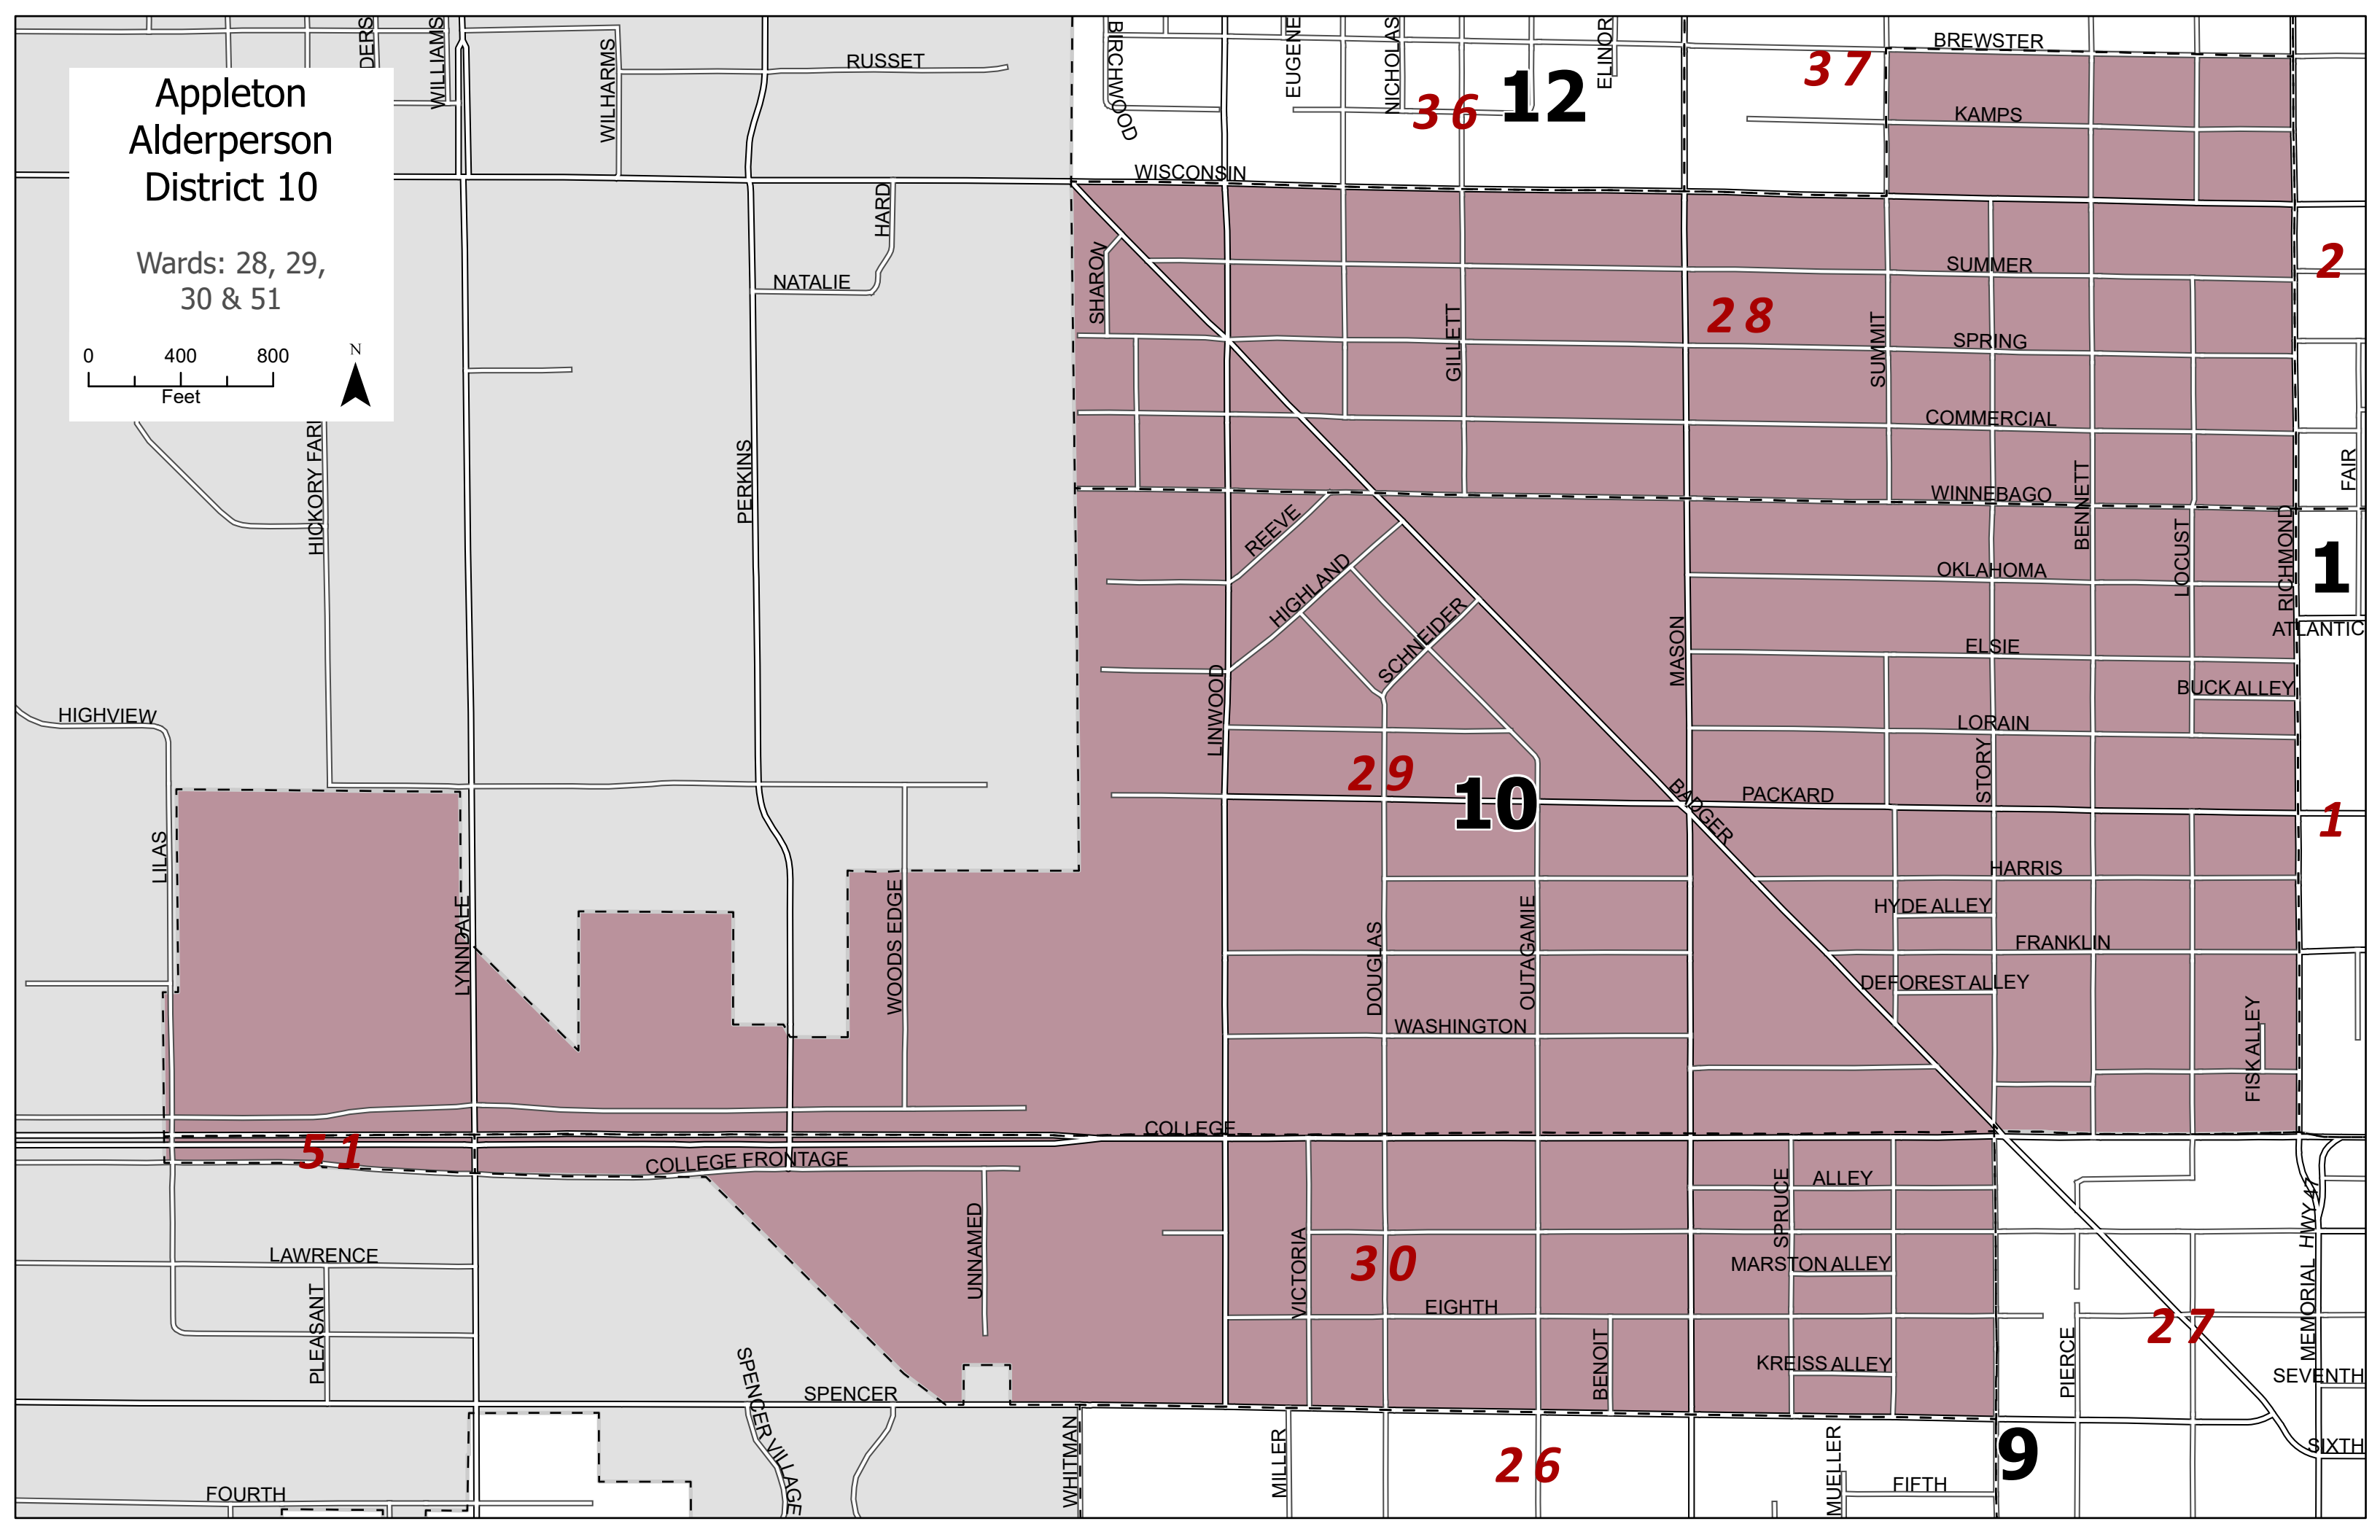 Appleton
Alderperson
District 10
Wards: 28, 29,
30 & 51
0 400 800
Feet
N
DERS
WILLIAMS
WILHARMS
RUSSET
BIRCHWOOD
EUGENE
NICHOLAS
ELINOR
BREWSTER
37
36
12
KAMPS
WISCONSIN
HARD
NATALIE
SHARON
SUMMER
2
28
GILLETT
SUMMIT
SPRING
COMMERCIAL
HICKORY FAR
PERKINS
WINNEBAGO
BENNETT
FAIR
REEVE
LOCUST
RICHMOND
1
HIGHLAND
OKLAHOMA
SCHNEIDER
ATLANTIC
MASON
ELSIE
LINWOOD
BUCK ALLEY
HIGHVIEW
LORAIN
STORY
29
10
BADGER
PACKARD
1
LILAS
HARRIS
LYNNDALE
WOODS EDGE
HYDE ALLEY
DOUGLAS
OUTAGAMIE
FRANKLIN
DEFOREST ALLEY
WASHINGTON
FISK ALLEY
COLLEGE
51
COLLEGE FRONTAGE
ALLEY
SPRUCE
UNNAMED
VICTORIA
MEMORIAL
HWY 47
LAWRENCE
30
MARSTON ALLEY
PLEASANT
EIGHTH
27
BENOIT
KREISS ALLEY
PIERCE
SEVENTH
SPENCER
SPENCER VILLAGE
WHITMAN
MILLER
26
MUELLER
9
SIXTH
FOURTH
FIFTH